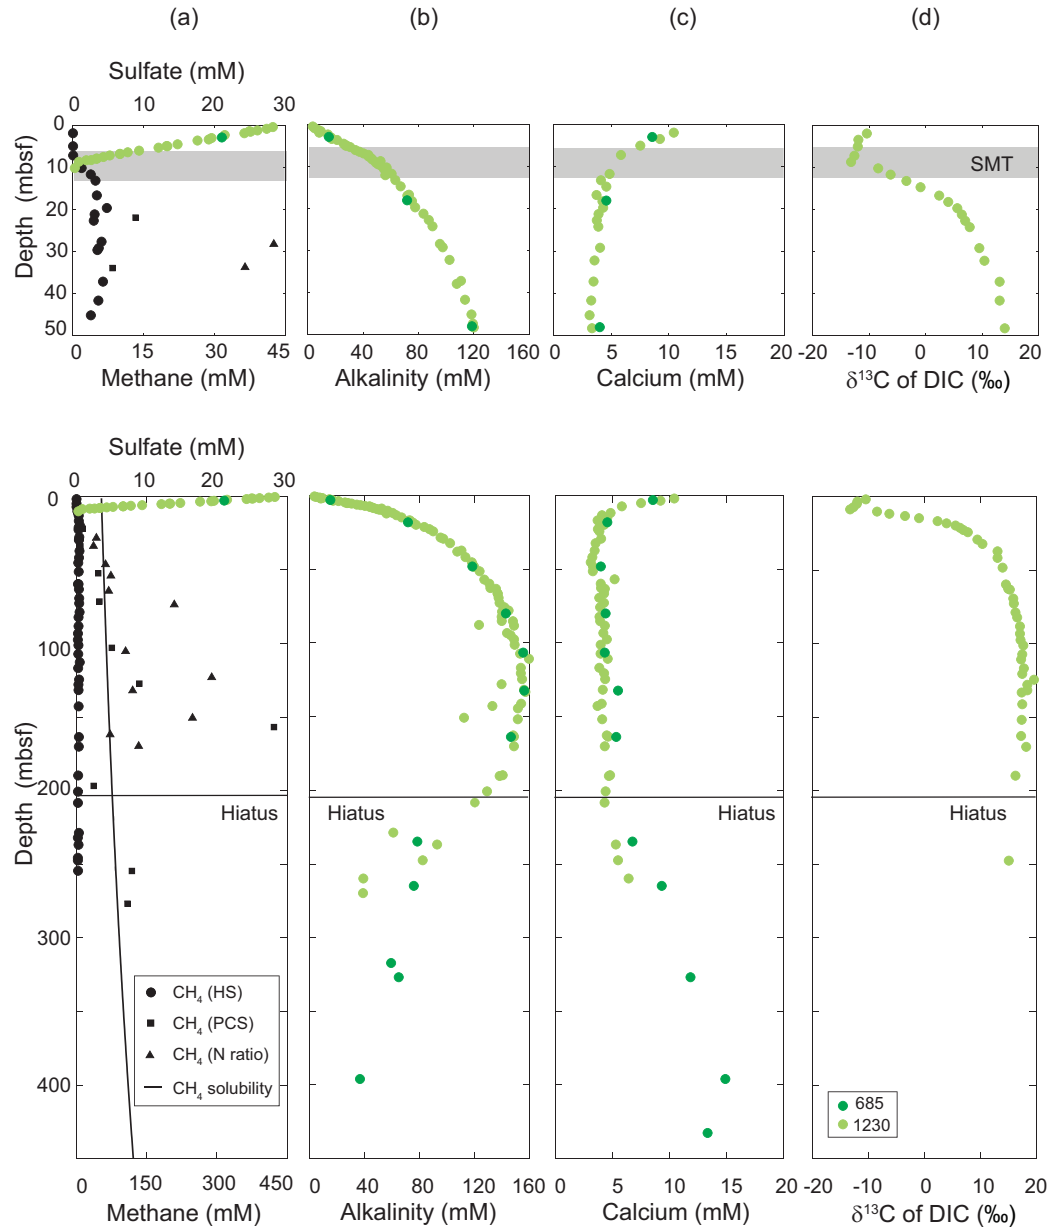 (a) (b) (c) (d)
Sulfate (mM)
0 10 20 30
0
10
20
30
40
50
Depth (mbsf)
SMT
0 15 30 45
0 40 80 120 160
0 5 10 15 20
-20 -10 0 10 20
Methane (mM) Alkalinity (mM) Calcium (mM) δ¹³C of DIC (‰)
Sulfate (mM)
0 10 20 30
0
100
200
300
400
Depth (mbsf)
Hiatus Hiatus Hiatus Hiatus
CH₄ (HS)
CH₄ (PCS)
CH₄ (N ratio)
CH₄ solubility
685
1230
0 150 300 450
0 40 80 120 160
0 5 10 15 20
-20 -10 0 10 20
Methane (mM) Alkalinity (mM) Calcium (mM) δ¹³C of DIC (‰)